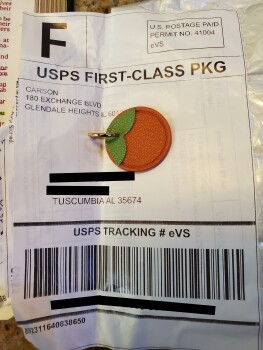 F
U.S. POSTAGE PAID
PERMIT NO. 41004
eVS
USPS FIRST-CLASS PKG
CARSON
180 EXCHANGE BLVD
GLENDALE HEIGHTS IL 601
TUSCUMBIA AL 35674
USPS TRACKING # eVS